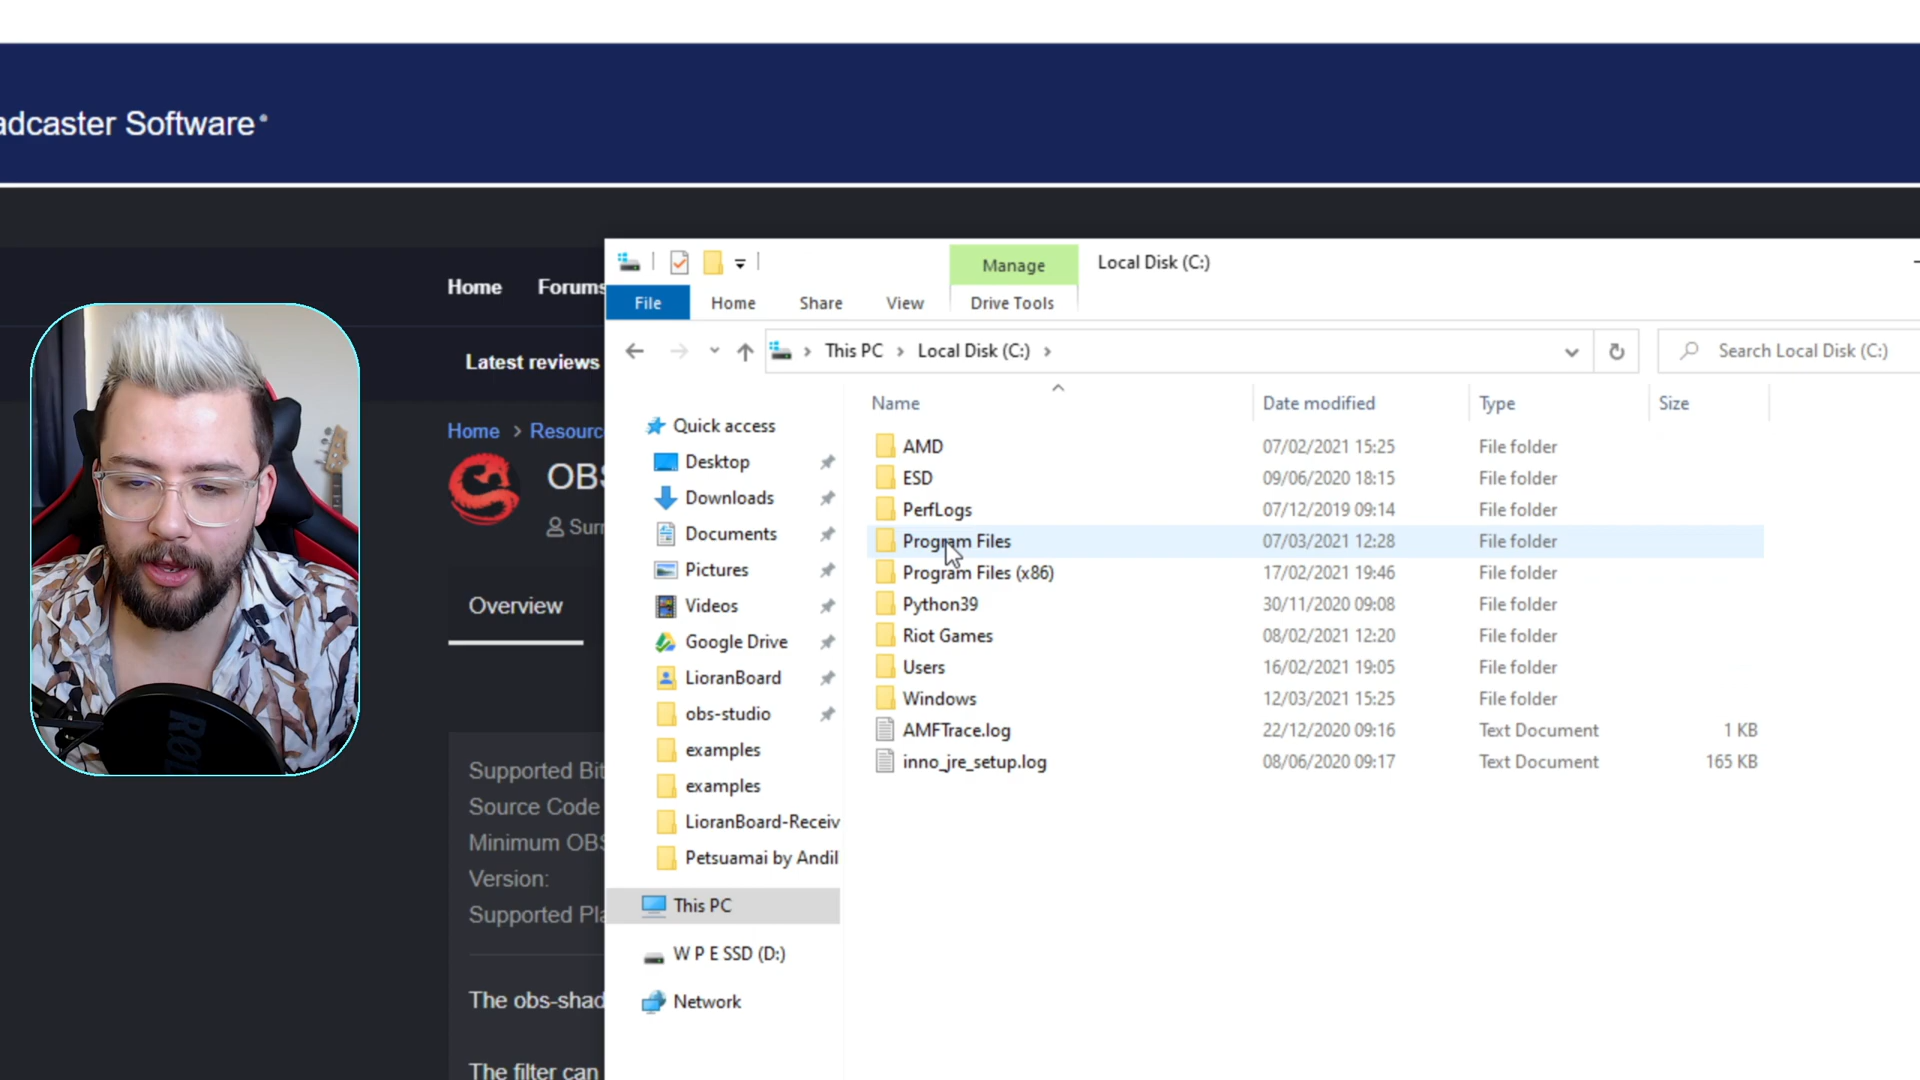 adcaster Software
Home Forums
Latest reviews
Home > Resourc
OBS
Surr
Overview
Supported Bit
Source Code
Minimum OBS
Version:
Supported Pla
The obs-shad
The filter can
Manage
Local Disk (C:)
File Home Share View Drive Tools
This PC > Local Disk (C:) >
Search Local Disk (C:)
Quick access
Desktop
Downloads
Documents
Pictures
Videos
Google Drive
LioranBoard
obs-studio
examples
examples
LioranBoard-Receiv
Petsuamai by Andil
This PC
W P E SSD (D:)
Network
Name Date modified Type Size
AMD 07/02/2021 15:25 File folder
ESD 09/06/2020 18:15 File folder
PerfLogs 07/12/2019 09:14 File folder
Program Files 07/03/2021 12:28 File folder
Program Files (x86) 17/02/2021 19:46 File folder
Python39 30/11/2020 09:08 File folder
Riot Games 08/02/2021 12:20 File folder
Users 16/02/2021 19:05 File folder
Windows 12/03/2021 15:25 File folder
AMFTrace.log 22/12/2020 09:16 Text Document 1 KB
inno_jre_setup.log 08/06/2020 09:17 Text Document 165 KB